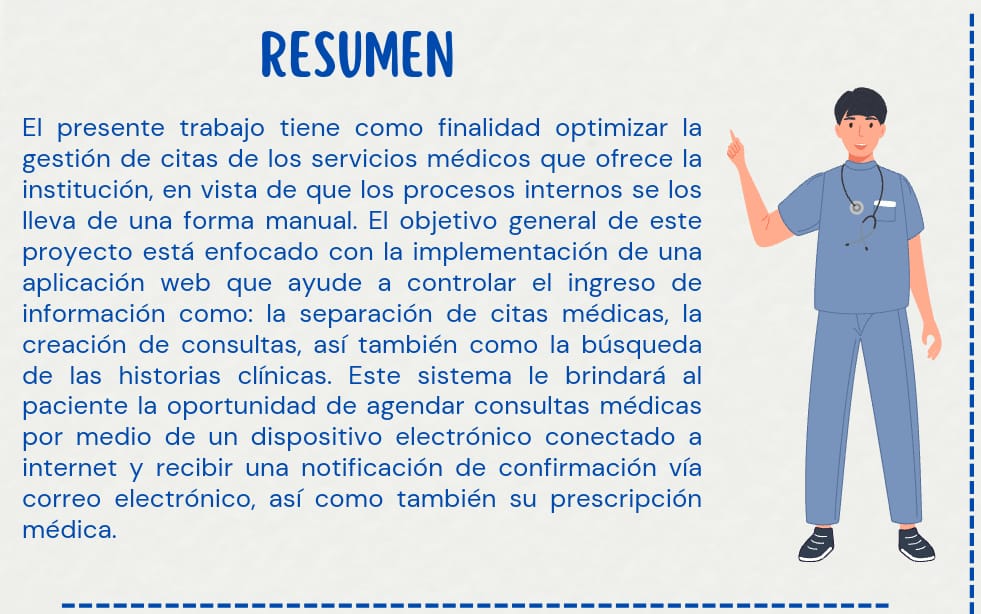 RESUMEN
El presente trabajo tiene como finalidad optimizar la
gestión de citas de los servicios médicos que ofrece la
institución, en vista de que los procesos internos se los
lleva de una forma manual. El objetivo general de este
proyecto está enfocado con la implementación de una
aplicación web que ayude a controlar el ingreso de
información como: la separación de citas médicas, la
creación de consultas, así también como la búsqueda
de las historias clínicas. Este sistema le brindará al
paciente la oportunidad de agendar consultas médicas
por medio de un dispositivo electrónico conectado a
internet y recibir una notificación de confirmación vía
correo electrónico, así como también su prescripción
médica.